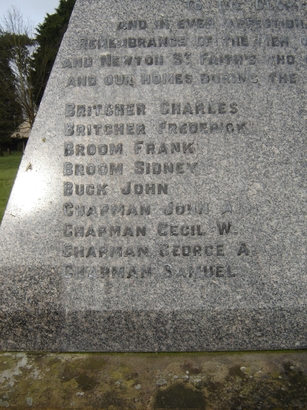 AND IN EVER
REMEMBRANCE OF THE MEN
AND NEWTON ST FAITH'S WHO
AND OUR HOMES DURING THE
BRITCHER CHARLES
BRITCHER FREDERICK
BROOM FRANK
BROOM SIDNEY
BUCK JOHN
CHAPMAN JOHN
CHAPMAN CECIL W.
CHAPMAN GEORGE A.
CHAPMAN SAMUEL